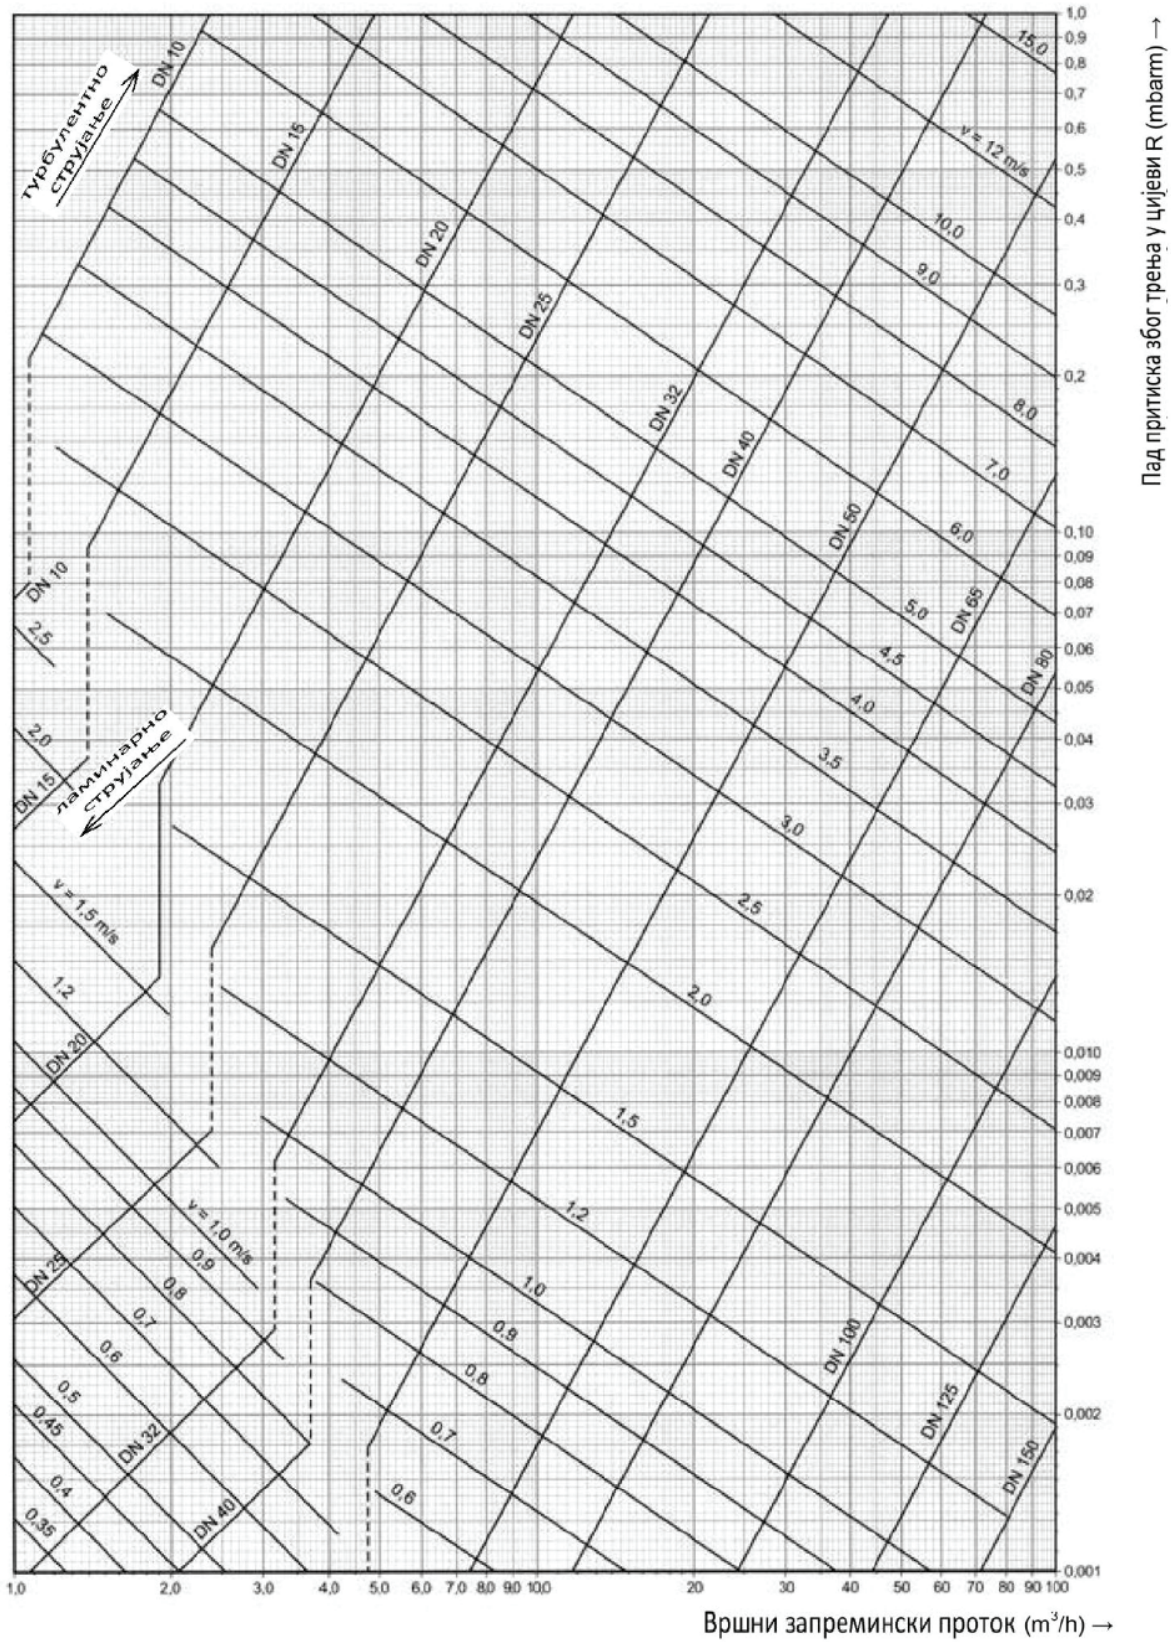 1,0
0,9
0,8
0,7
0,6
0,5
0,4
0,3
0,2
0,10
0,09
0,08
0,07
0,06
0,05
0,04
0,03
0,02
0,010
0,009
0,008
0,007
0,006
0,005
0,004
0,003
0,002
0,001
Пад притиска због трења у цијеви R (mbarm) →
турбулентно
струјање
DN 10
DN 15
DN 20
DN 25
DN 32
DN 40
DN 50
DN 65
DN 80
DN 100
DN 125
DN 150
15,0
v = 12 m/s
10,0
9,0
8,0
7,0
6,0
5,0
4,5
4,0
3,5
3,0
2,5
2,0
1,5
1,2
1,0
0,9
0,8
0,7
0,6
DN 10
2,5
2,0
DN 15
ламинарно
струјање
v = 1,5 m/s
1,2
DN 20
v = 1,0 m/s
0,9
0,8
0,7
0,6
0,5
0,45
0,4
0,35
DN 25
DN 32
DN 40
1,0 2,0 3,0 4,0 5,0 6,0 7,0 8,0 9,0 10,0 20 30 40 50 60 70 80 90 100
Вршни запремински проток (m³/h) →